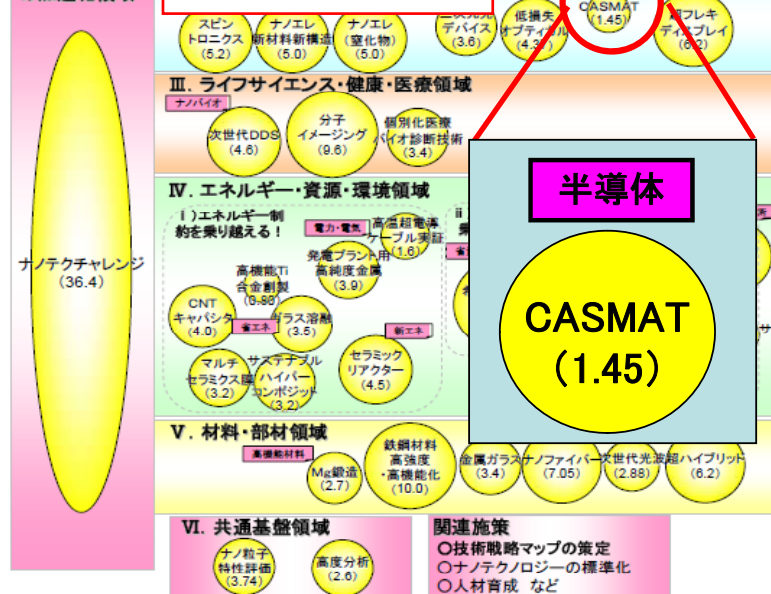 スピン
トロニクス
(5.2)
ナノエレ
新材料新構造
(5.0)
ナノエレ
(窒化物)
(5.0)
デバイス
(3.6)
低損失
オプティカル
CASMAT
(1.45)
超フレキ
ディスプレイ
(6.2)
Ⅲ．ライフサイエンス・健康・医療領域
ナノバイオ
次世代DDS
(4.6)
分子
イメージング
(9.6)
個別化医療
バイオ診断技術
(3.4)
半導体
CASMAT
(1.45)
Ⅳ．エネルギー・資源・環境領域
ⅰ)エネルギー制
約を乗り越える！
電力・電気
高温超電導
ケーブル実証
(1.6)
発電プラント用
高純度金属
(3.9)
高機能Ti
合金創製
CNT
キャパシタ
(4.0)
省エネ
ガラス溶融
(3.5)
新エネ
マルチ
セラミクス膜
(3.2)
サステナブル
ハイパー
コンポジット
(3.2)
セラミック
リアクター
(4.5)
ナノテクチャレンジ
(36.4)
Ⅴ．材料・部材領域
高機能材料
Mg鍛造
(2.7)
鉄鋼材料
高強度
・高機能化
(10.0)
金属ガラス
(3.4)
ナノファイバー
(7.05)
次世代光波
(2.88)
超ハイブリッド
(6.2)
Ⅵ．共通基盤領域
ナノ粒子
特性評価
(3.74)
高度分析
(2.6)
関連施策
○技術戦略マップの策定
○ナノテクノロジーの標準化
○人材育成 など